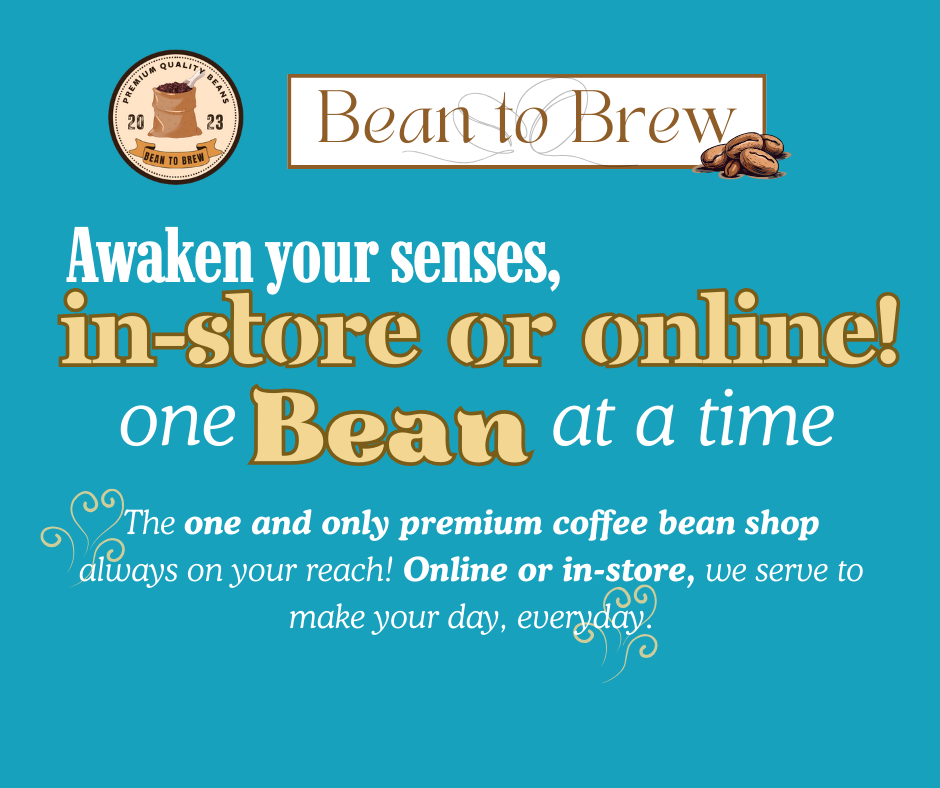 PREMIUM QUALITY BEANS
20 23
BEAN TO BREW
Bean to Brew
Awaken your senses,
in-store or online!
one Bean at a time
The one and only premium coffee bean shop
always on your reach! Online or in-store, we serve to
make your day, everyday.